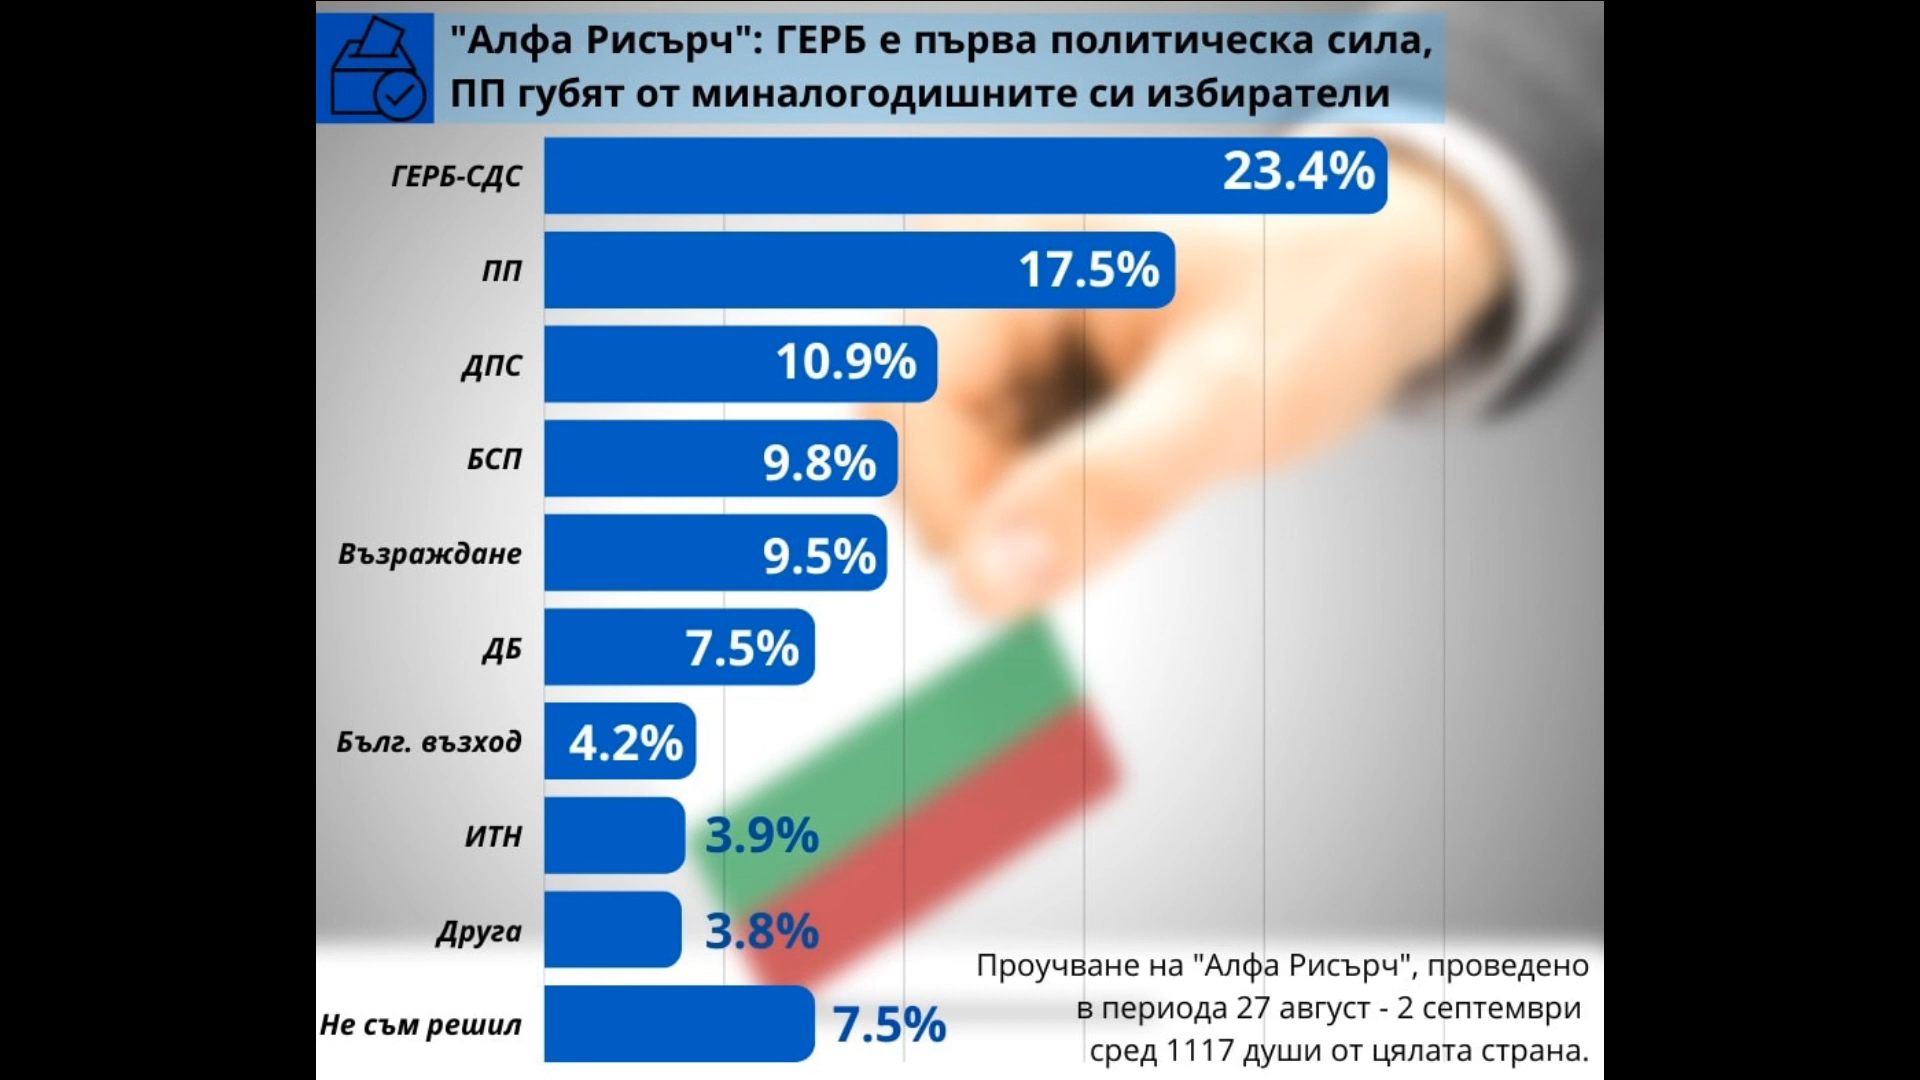 "Алфа Рисърч": ГЕРБ е първа политическа сила,
ПП губят от миналогодишните си избиратели
ГЕРБ-СДС 23.4%
ПП 17.5%
ДПС 10.9%
БСП 9.8%
Възраждане 9.5%
ДБ 7.5%
Бълг. възход 4.2%
ИТН 3.9%
Друга 3.8%
Не съм решил 7.5%
Проучване на "Алфа Рисърч", проведено
в периода 27 август - 2 септември
сред 1117 души от цялата страна.